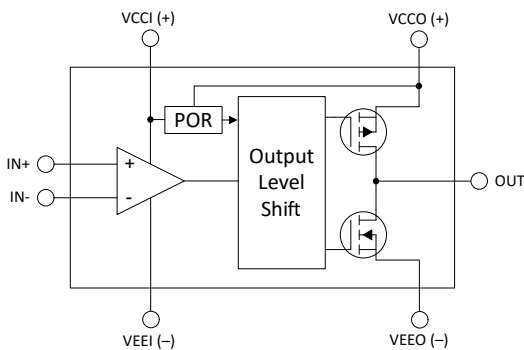 VCCI (+)
VCCO (+)
POR
IN+
+
Output
Level
Shift
IN-
-
OUT
VEEI (–)
VEEO (–)